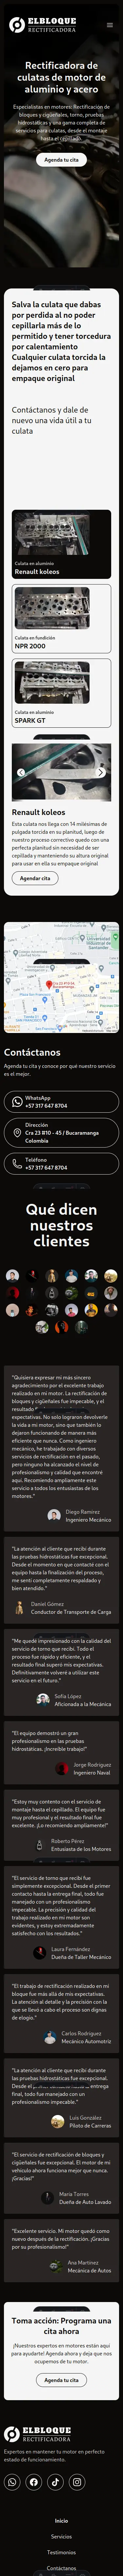 ELBLOQUE
RECTIFICADORA
Rectificadora de
culatas de motor de
aluminio y acero
Especialistas en motores: Rectificación de
bloques y cigüeñales, torno, pruebas
hidrostáticas y una gama completa de
servicios para culatas, desde el montaje
hasta el cepillado.
Agenda tu cita
Salva la culata que dabas
por perdida al no poder
cepillarla más de lo
permitido y tener torcedura
por calentamiento
Cualquier culata torcida la
dejamos en cero para
empaque original
Contáctanos y dale de
nuevo una vida útil a tu
culata
Culata en aluminio
Renault koleos
Culata en fundición
NPR 2000
Culata en aluminio
SPARK GT
Renault koleos
Esta culata nos llega con 14 milésimas de
pulgada torcida en su planitud, luego de
nuestro proceso correctivo queda con una
perfecta planitud sin necesidad de ser
cepillada y manteniendo su altura original
para usar en ella su empaque original
Agendar cita
Contáctanos
Agenda tu cita y conoce por qué nuestro servicio
es el mejor.
WhatsApp
+57 317 647 8704
Dirección
Cra 23 #10 - 45 / Bucaramanga
Colombia
Teléfono
+57 317 647 8704
Qué dicen
nuestros
clientes
"Quisiera expresar mi más sincero
agradecimiento por el excelente trabajo
realizado en mi motor. La rectificación de
bloques y cigüeñales fue increíble, y el
resultado
expectativas. No solo lograron devolverle
la vida a mi motor, sino que también
dejaron funcionando de manera más
eficiente que nunca. Como ingeniero
mecánico, he trabajado con diversos
servicios de rectificación en el pasado,
pero ninguno se compara con la calidad y
profesionalismo que he encontrado
aquí. Recomiendo ampliamente este
servicio a todos los entusiastas de los
motores."
Diego Ramírez
Ingeniero Mecánico
"La atención al cliente que recibí durante
las pruebas hidrostáticas fue excepcional.
Desde el momento en que contacté con el
equipo hasta la finalización del proceso,
me sentí completamente respaldado y
bien atendido."
Daniel Gómez
Conductor de Transporte de Carga
"Me quedé impresionado con la calidad del
servicio de torno que recibí. Todo el
proceso fue rápido y eficiente, y el
resultado final superó mis expectativas.
Definitivamente volveré a utilizar este
servicio en el futuro."
Sofía López
Aficionada a la Mecánica
"El equipo demostró un gran
profesionalismo en las pruebas
hidrostáticas. ¡Increíble trabajo!"
Jorge Rodríguez
Ingeniero Naval
"Estoy muy contento con el servicio de
montaje hasta el cepillado. El equipo fue
muy profesional y el resultado final fue
excelente. ¡Lo recomiendo ampliamente!"
Roberto Pérez
Entusiasta de los Motores
"El servicio de torno que recibí fue
simplemente excepcional. Desde el primer
contacto hasta la entrega final, todo fue
manejado con un profesionalismo
impecable. La precisión y calidad del
trabajo realizado en mi motor son
evidentes, y estoy extremadamente
satisfecho con los resultados."
Laura Fernández
Dueña de Taller Mecánico
"El trabajo de rectificación realizado en mi
bloque fue más allá de mis expectativas.
La atención al detalle y la precisión con la
que se llevó a cabo el proceso son dignas
de elogio."
Carlos Rodríguez
Mecánico Automotriz
"La atención al cliente que recibí durante
las pruebas hidrostáticas fue excepcional.
Desde el entrega
final, todo fue manejado con un
profesionalismo impecable."
Luis González
Piloto de Carreras
"El servicio de rectificación de bloques y
cigüeñales fue excepcional. El motor de mi
vehículo ahora funciona mejor que nunca.
¡Gracias!"
María Torres
Dueña de Auto Lavado
"Excelente servicio. Mi motor quedó como
nuevo después de la rectificación. ¡Gracias
por su profesionalismo!"
Ana Martínez
Mecánica de Autos
Toma acción: Programa una
cita ahora
¡Nuestros expertos en motores están aquí
para ayudarte! Agenda ahora y deja que nos
ocupemos de tu motor.
Agenda tu cita
ELBLOQUE
RECTIFICADORA
Expertos en mantener tu motor en perfecto
estado de funcionamiento.
Inicio
Servicios
Testimonios
Contáctanos